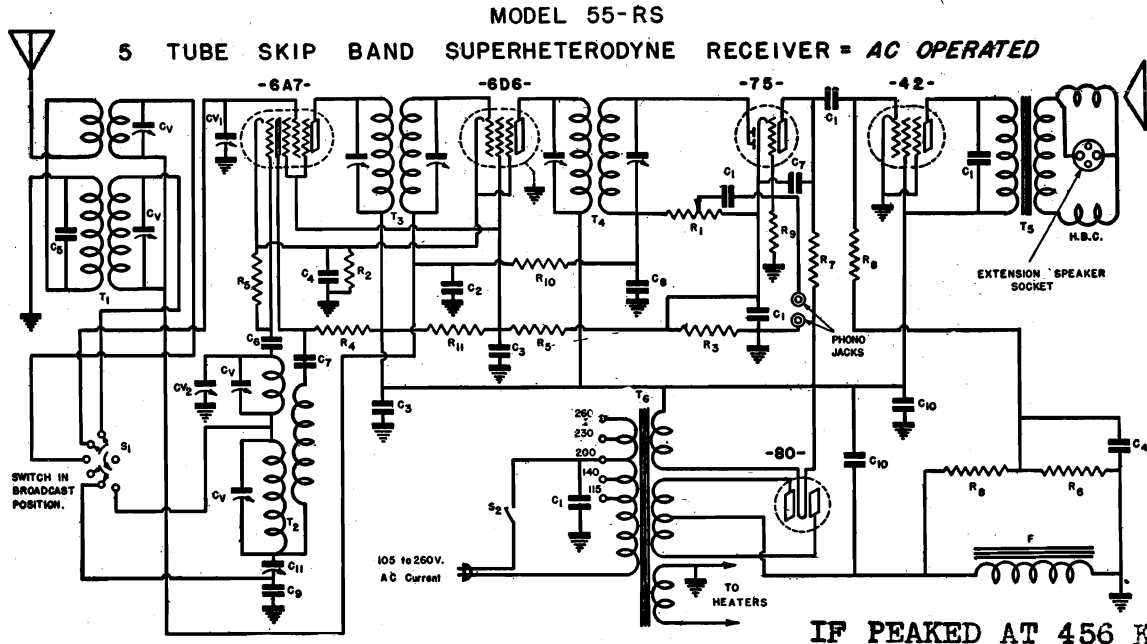 MODEL 55-RS
5 TUBE SKIP BAND SUPERHETERODYNE RECEIVER = AC OPERATED
-6A7-
-6D6-
-75-
-42-
CV
CV1
C1
C1
C7
C1
T3
T4
T5
H.B.C.
C5
CV
T1
R5
C4
R2
C2
R10
C8
R1
R9
R7
R8
EXTENSION SPEAKER
SOCKET
C1
PHONO
JACKS
C6
R4
R11
R5
R3
C7
C3
CV2
CV
C3
T6
C10
260
230
200
140
115
-80-
C10
C4
S1
SWITCH IN
BROADCAST
POSITION.
CV
T2
S2
C1
R8
R6
F
C11
C9
105 to 260V.
AC Current
TO
HEATERS
IF PEAKED AT 456